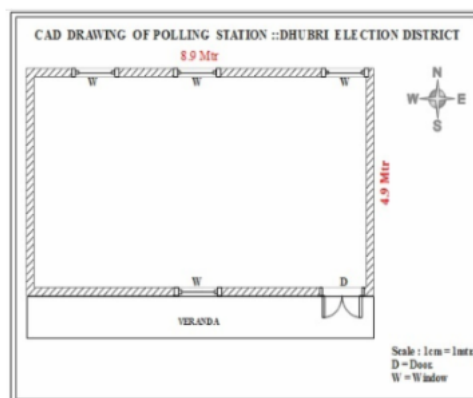 CAD DRAWING OF POLLING STATION ::DHUBRI ELECTION DISTRICT
8.9 Mtr
W W W
N
W E
S
4.9 Mtr
W D
VERANDA
Scale : 1cm = 1mtr
D = Door.
W = Window